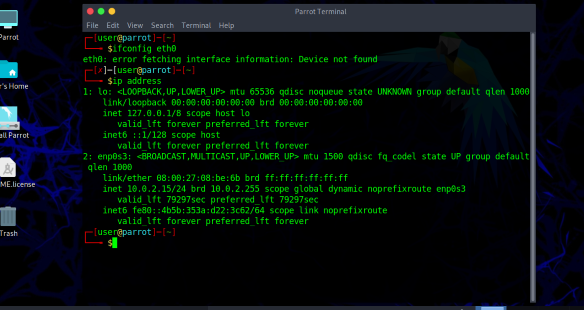 Parrot Terminal
File Edit View Search Terminal Help
┌─[user@parrot]─[~]
└──╼ $ifconfig eth0
eth0: error fetching interface information: Device not found
┌─[✗]─[user@parrot]─[~]
└──╼ $ip address
1: lo: <LOOPBACK,UP,LOWER_UP> mtu 65536 qdisc noqueue state UNKNOWN group default qlen 1000
link/loopback 00:00:00:00:00:00 brd 00:00:00:00:00:00
inet 127.0.0.1/8 scope host lo
valid_lft forever preferred_lft forever
inet6 ::1/128 scope host
valid_lft forever preferred_lft forever
2: enp0s3: <BROADCAST,MULTICAST,UP,LOWER_UP> mtu 1500 qdisc fq_codel state UP group default
qlen 1000
link/ether 08:00:27:08:be:6b brd ff:ff:ff:ff:ff:ff
inet 10.0.2.15/24 brd 10.0.2.255 scope global dynamic noprefixroute enp0s3
valid_lft 79297sec preferred_lft 79297sec
inet6 fe80::4b5b:353a:d22:3c62/64 scope link noprefixroute
valid_lft forever preferred_lft forever
┌─[user@parrot]─[~]
└──╼ $
Parrot
r's Home
all Parrot
ME.license
Trash